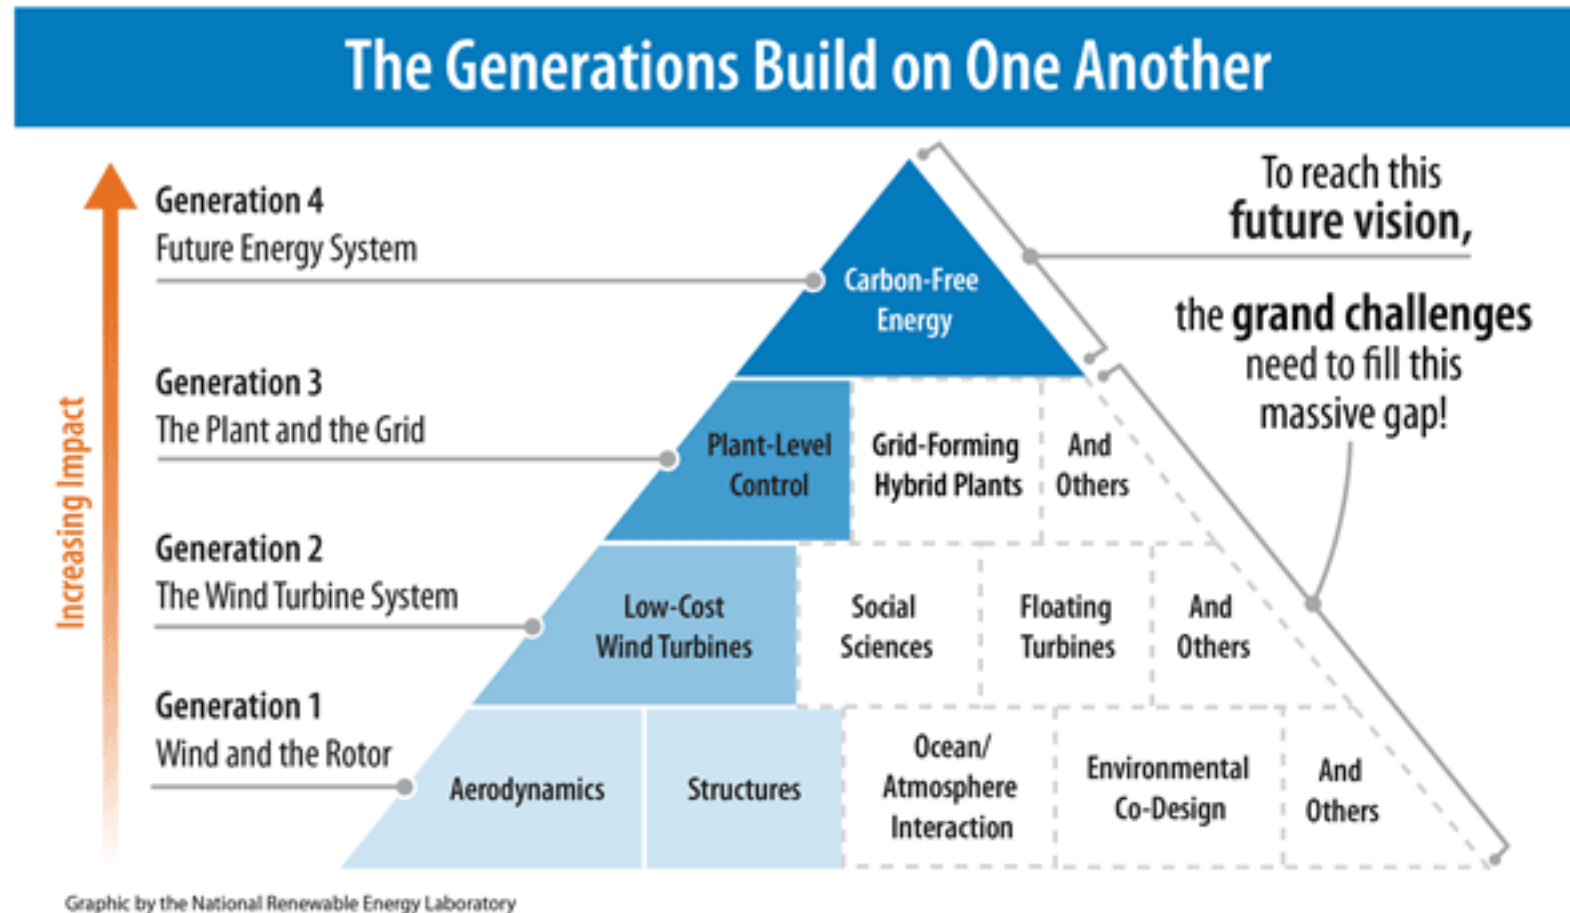 The Generations Build on One Another
Increasing Impact
Generation 4
Future Energy System
Carbon-Free
Energy
To reach this
future vision,
the grand challenges
need to fill this
massive gap!
Generation 3
The Plant and the Grid
Plant-Level
Control
Grid-Forming
Hybrid Plants
And
Others
Generation 2
The Wind Turbine System
Low-Cost
Wind Turbines
Social
Sciences
Floating
Turbines
And
Others
Generation 1
Wind and the Rotor
Aerodynamics
Structures
Ocean/
Atmosphere
Interaction
Environmental
Co-Design
And
Others
Graphic by the National Renewable Energy Laboratory